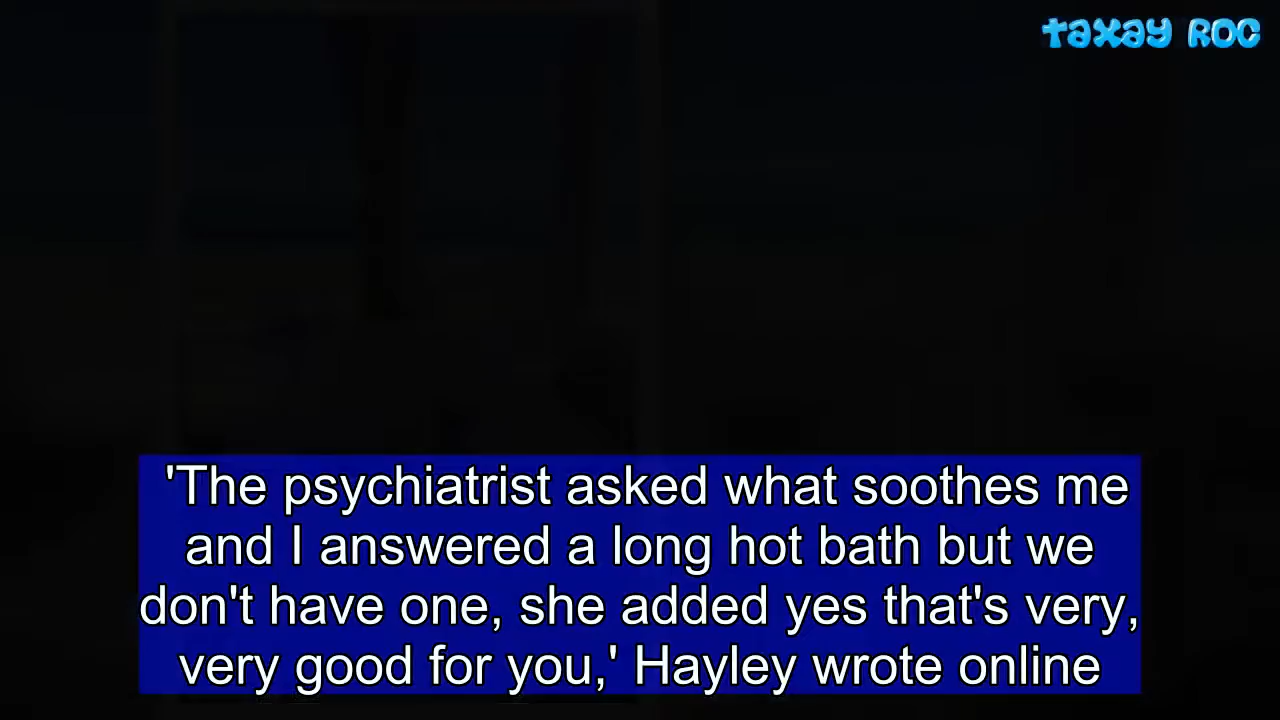 TAXAY ROC
'The psychiatrist asked what soothes me
and I answered a long hot bath but we
don't have one, she added yes that's very,
very good for you,' Hayley wrote online